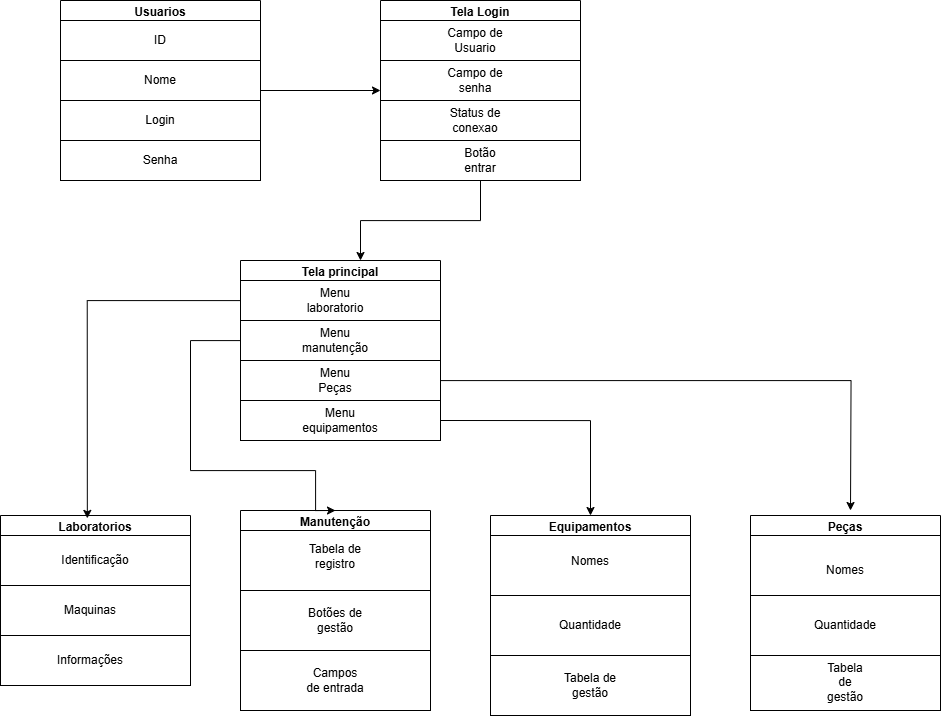 Usuarios
ID
Nome
Login
Senha
Tela Login
Campo de
Usuario
Campo de
senha
Status de
conexao
Botão
entrar
Tela principal
Menu
laboratorio
Menu
manutenção
Menu
Peças
Menu
equipamentos
Laboratorios
Identificação
Maquinas
Informações
Manutenção
Tabela de
registro
Botões de
gestão
Campos
de entrada
Equipamentos
Nomes
Quantidade
Tabela de
gestão
Peças
Nomes
Quantidade
Tabela
de
gestão